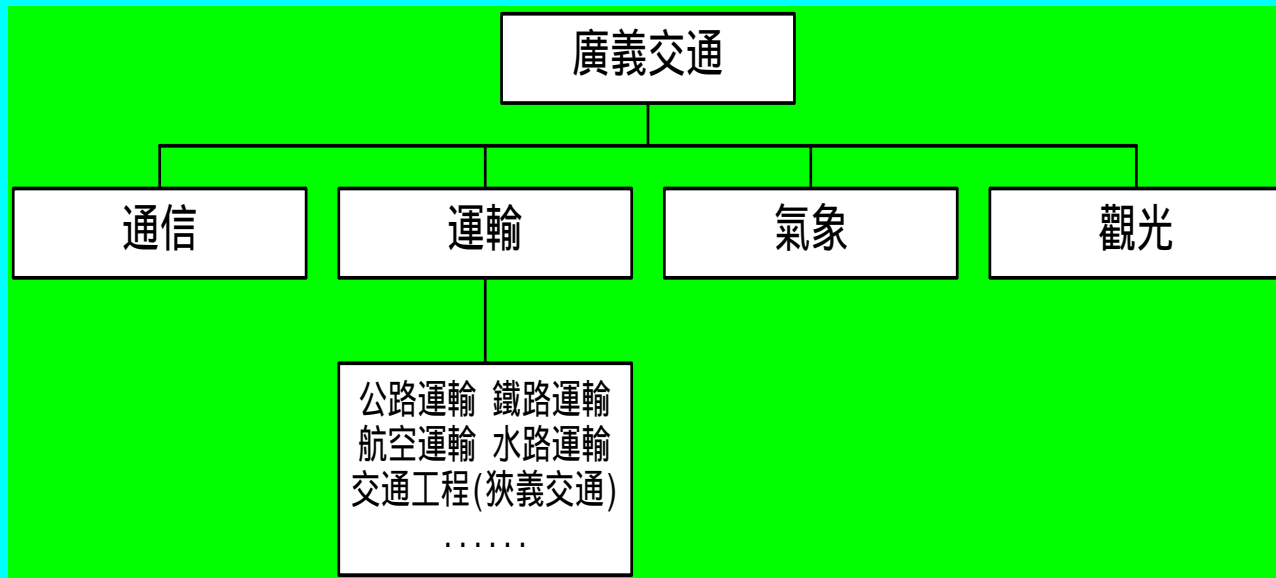 廣義交通
通信
運輸
氣象
觀光
公路運輸 鐵路運輸
航空運輸 水路運輸
交通工程(狹義交通)
......